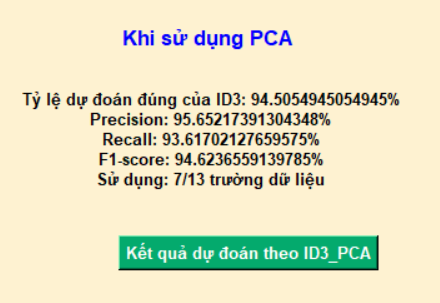 Khi sử dụng PCA
Tỷ lệ dự đoán đúng của ID3: 94.5054945054945%
Precision: 95.65217391304348%
Recall: 93.61702127659575%
F1-score: 94.6236559139785%
Sử dụng: 7/13 trường dữ liệu
Kết quả dự đoán theo ID3_PCA